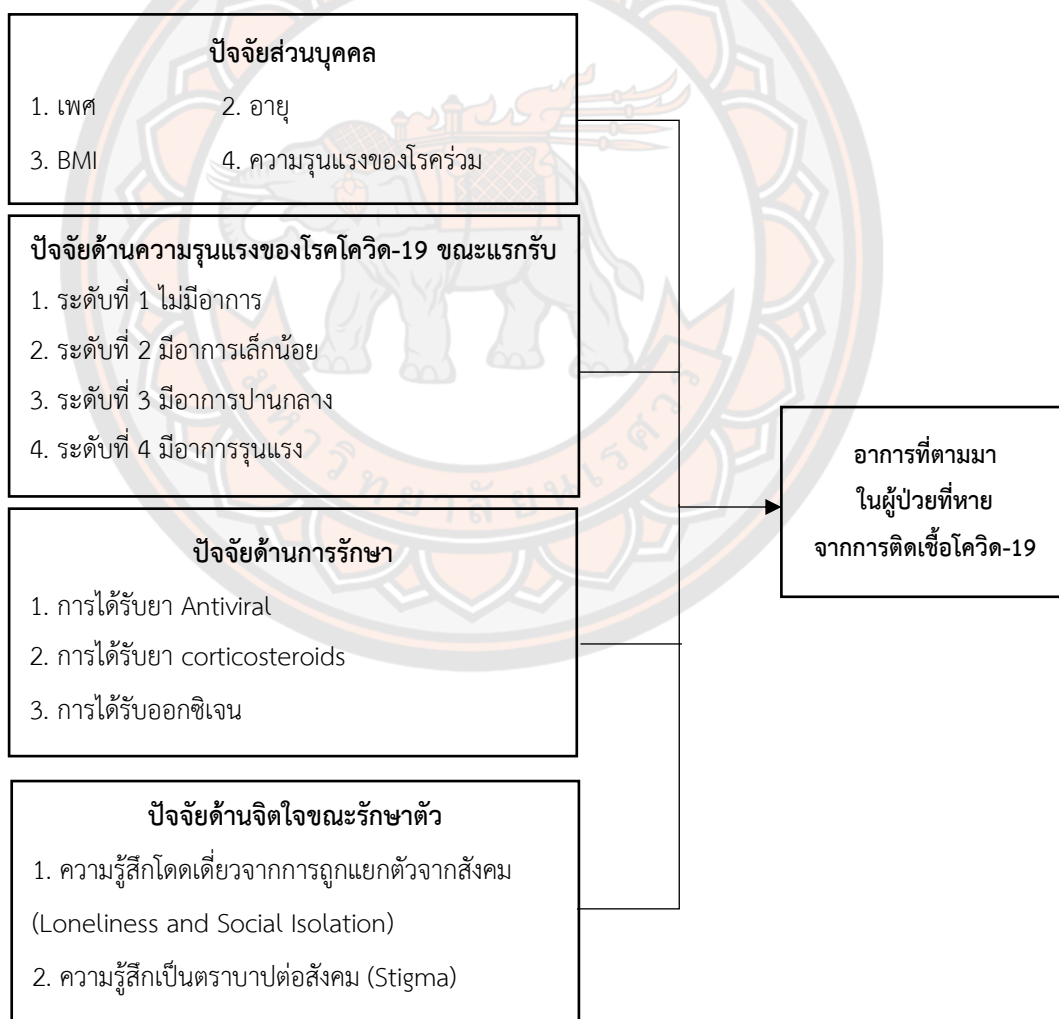 ปัจจัยส่วนบุคคล
1. เพศ 2. อายุ
3. BMI 4. ความรุนแรงของโรคร่วม
ปัจจัยด้านความรุนแรงของโรคโควิด-19 ขณะแรกรับ
1. ระดับที่ 1 ไม่มีอาการ
2. ระดับที่ 2 มีอาการเล็กน้อย
3. ระดับที่ 3 มีอาการปานกลาง
4. ระดับที่ 4 มีอาการรุนแรง
ปัจจัยด้านการรักษา
1. การได้รับยา Antiviral
2. การได้รับยา corticosteroids
3. การได้รับออกซิเจน
ปัจจัยด้านจิตใจขณะรักษาตัว
1. ความรู้สึกโดดเดี่ยวจากการถูกแยกตัวจากสังคม
(Loneliness and Social Isolation)
2. ความรู้สึกเป็นตราบาปต่อสังคม (Stigma)
อาการที่ตามมา
ในผู้ป่วยที่หาย
จากการติดเชื้อโควิด-19
มหาวิทยาลัยนเรศวร